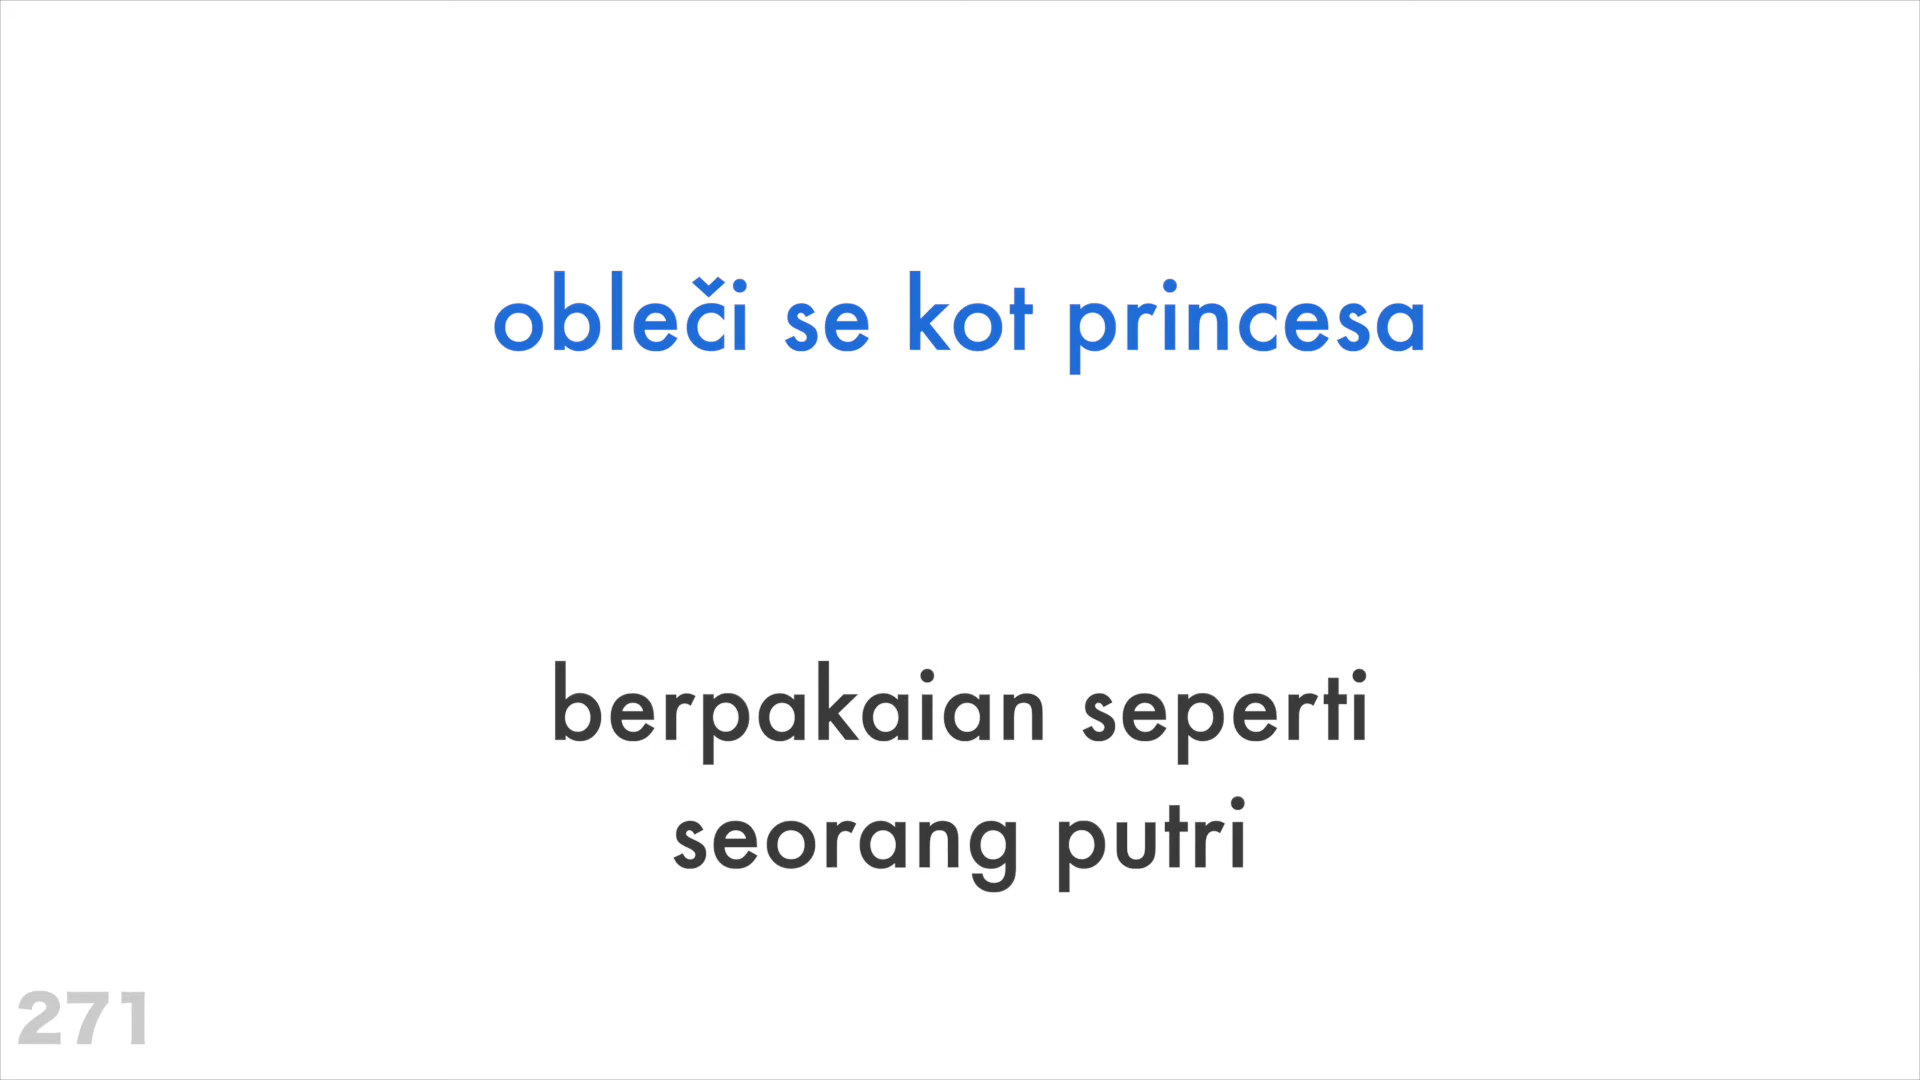 obleči se kot princesa
berpakaian seperti
seorang putri
271